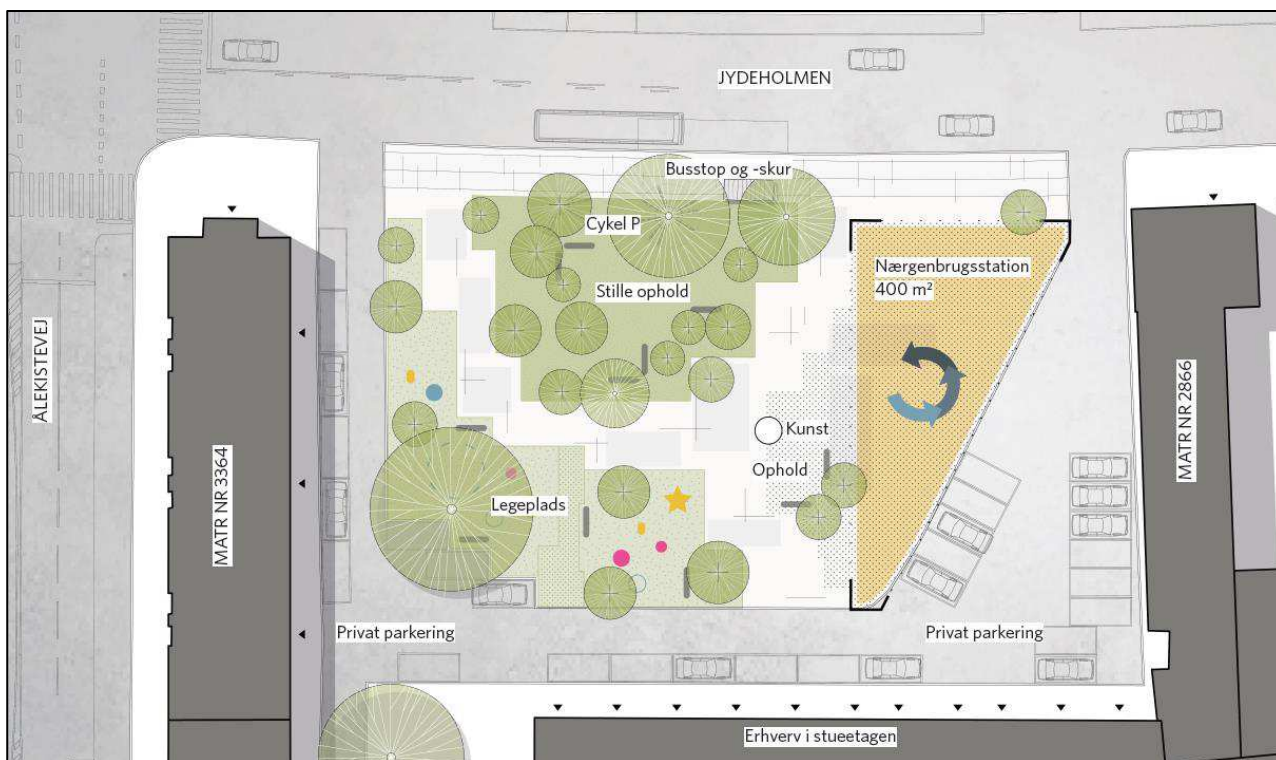 JYDEHOLMEN
Busstop og -skur
Cykel P
Nærgenbrugsstation
400 m²
Stille ophold
ÅLEKISTEVEJ
MATR NR 3364
MATR NR 2866
Kunst
Ophold
Legeplads
Privat parkering
Privat parkering
Erhverv i stueetagen